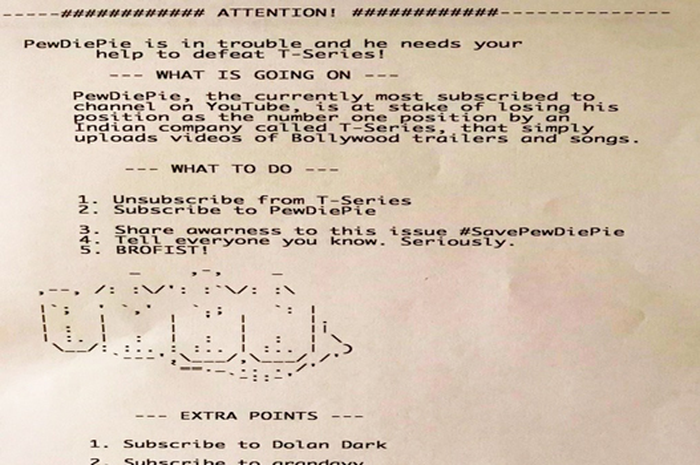 -----############ ATTENTION! ############---------------
PewDiePie is in trouble and he needs your
help to defeat T-Series!
--- WHAT IS GOING ON ---
PewDiePie, the currently most subscribed to
channel on YouTube, is at stake of losing his
position as the number one position by an
Indian company called T-Series, that simply
uploads videos of Bollywood trailers and songs.
--- WHAT TO DO ---
1. Unsubscribe from T-Series
2. Subscribe to PewDiePie
3. Share awarness to this issue #SavePewDiePie
4. Tell everyone you know. Seriously.
5. BROFIST!
--- EXTRA POINTS ---
1. Subscribe to Dolan Dark
2. Subscribe to grandayy